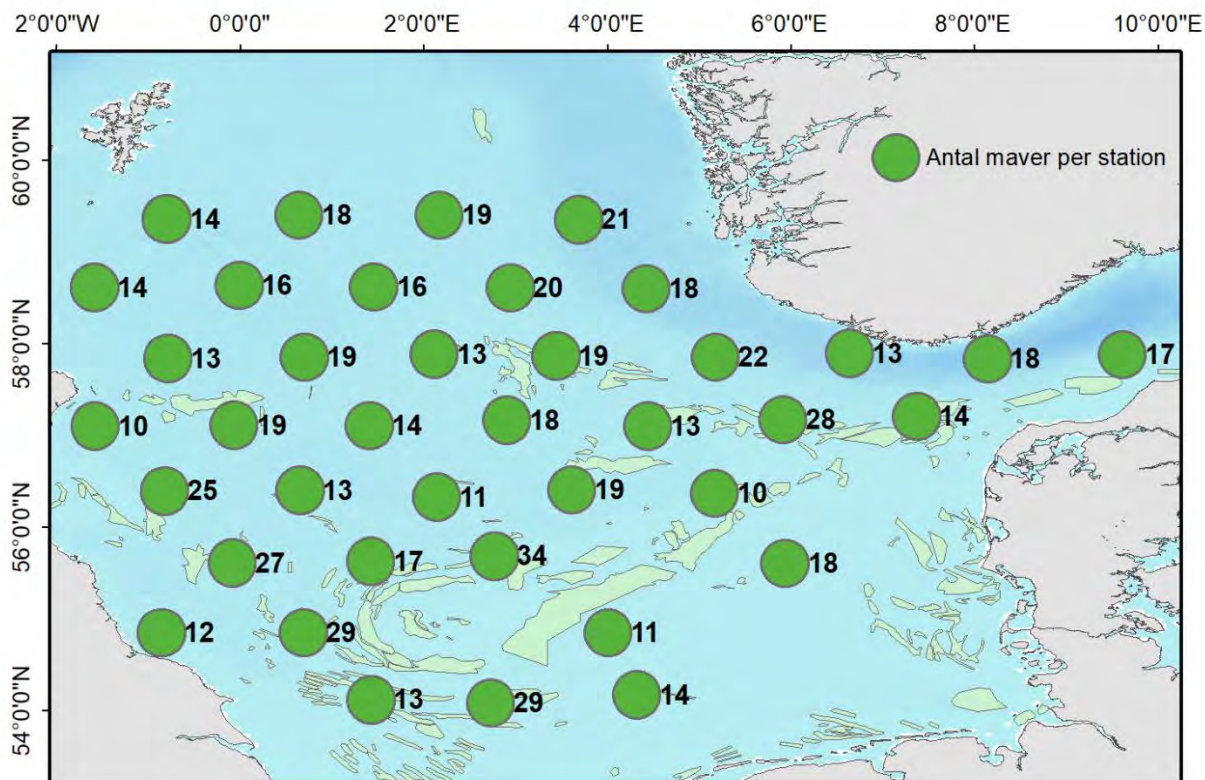 2°0'0"W 0°0'0" 2°0'0"E 4°0'0"E 6°0'0"E 8°0'0"E 10°0'0"E
60°0'0"N
Antal maver per station
14 18 19 21
14 16 16 20 18
58°0'0"N
13 19 13 19 22 13 18 17
10 19 14 18 13 28 14
25 13 11 19 10
56°0'0"N
27 17 34 18
12 29 11
54°0'0"N
13 29 14